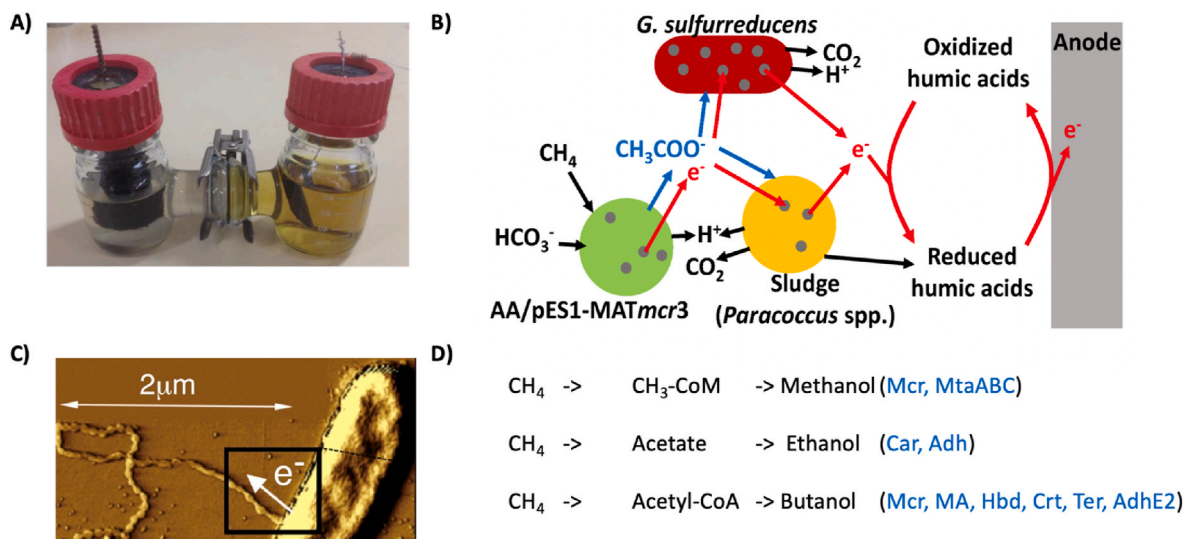 A)
B)
G. sulfurreducens
CO2
H+
Oxidized
humic acids
Anode
CH4
CH3COO-
e-
e-
e-
HCO3-
H+
CO2
Sludge
(Paracoccus spp.)
Reduced
humic acids
AA/pES1-MATmcr3
C)
2μm
e-
D)
CH4 -> CH3-CoM -> Methanol (Mcr, MtaABC)
CH4 -> Acetate -> Ethanol (Car, Adh)
CH4 -> Acetyl-CoA -> Butanol (Mcr, MA, Hbd, Crt, Ter, AdhE2)